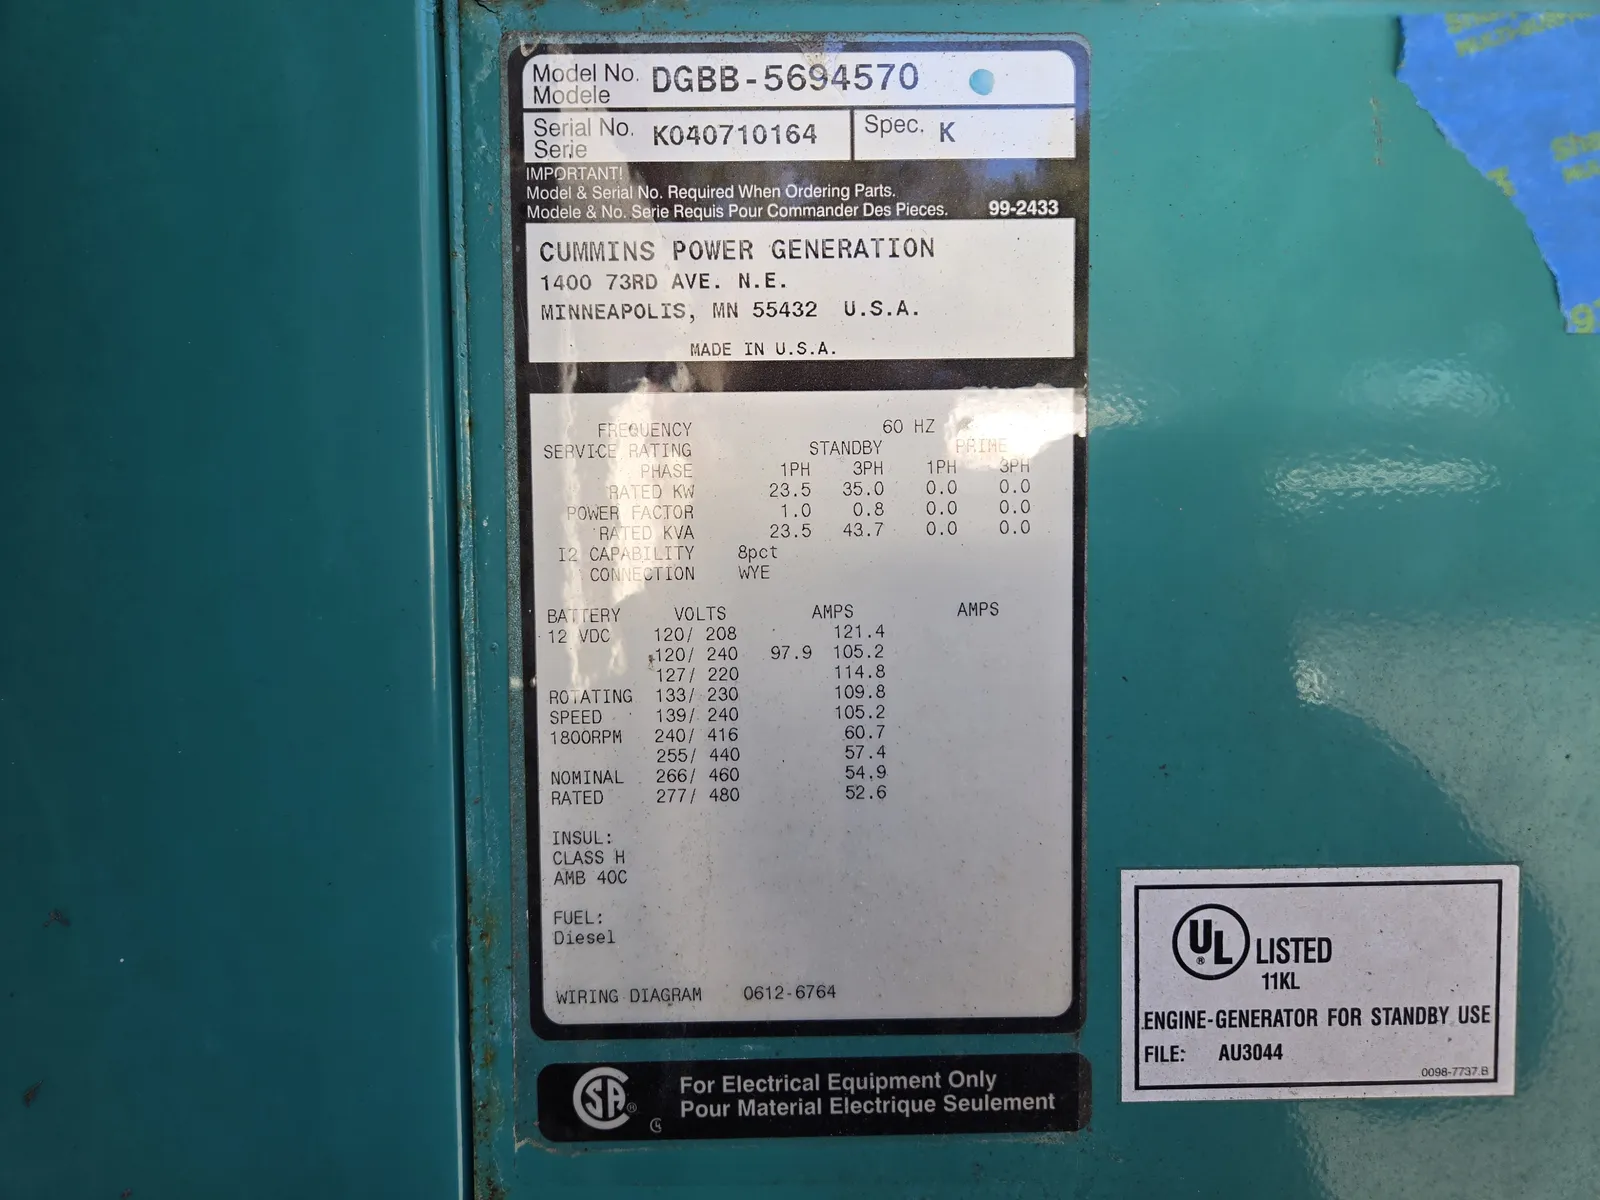 Model No. DGBB-5694570
Modele
Serial No. K040710164 Spec. K
Serie
IMPORTANT!
Model & Serial No. Required When Ordering Parts.
Modele & No. Serie Requis Pour Commander Des Pieces. 99-2433
CUMMINS POWER GENERATION
1400 73RD AVE. N.E.
MINNEAPOLIS, MN 55432 U.S.A.
MADE IN U.S.A.
FREQUENCY 60 HZ
SERVICE RATING STANDBY PRIME
PHASE 1PH 3PH 1PH 3PH
RATED KW 23.5 35.0 0.0 0.0
POWER FACTOR 1.0 0.8 0.0 0.0
RATED KVA 23.5 43.7 0.0 0.0
I2 CAPABILITY 8pct
CONNECTION WYE
BATTERY VOLTS AMPS AMPS
12 VDC 120/ 208 121.4
120/ 240 97.9 105.2
127/ 220 114.8
ROTATING 133/ 230 109.8
SPEED 139/ 240 105.2
1800RPM 240/ 416 60.7
255/ 440 57.4
NOMINAL 266/ 460 54.9
RATED 277/ 480 52.6
INSUL:
CLASS H
AMB 40C
FUEL:
Diesel
WIRING DIAGRAM 0612-6764
SA ®
For Electrical Equipment Only
Pour Material Electrique Seulement
UL ® LISTED
11KL
ENGINE-GENERATOR FOR STANDBY USE
FILE: AU3044
0098-7737.B